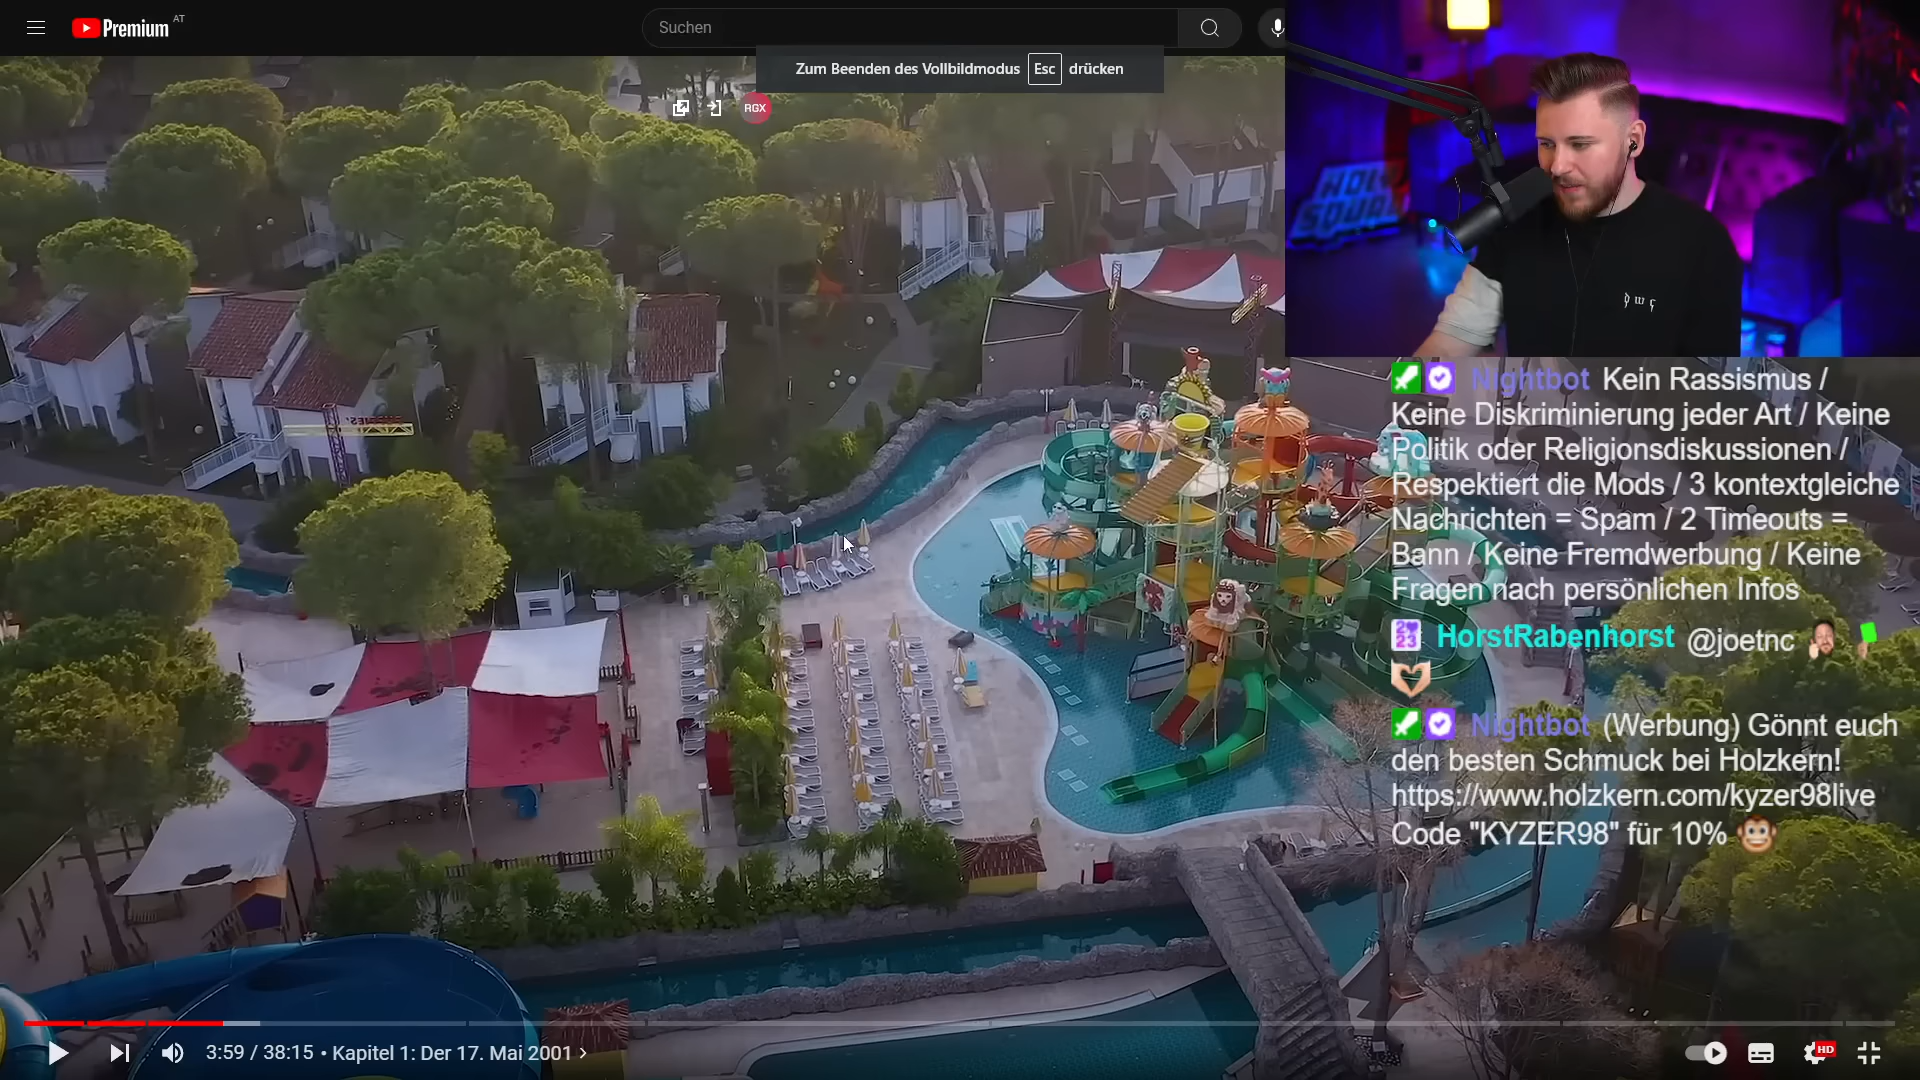 Premium AT
Suchen
Zum Beenden des Vollbildmodus Esc drücken
RGX
HOLY
SQUAD
Nightbot Kein Rassismus /
Keine Diskriminierung jeder Art / Keine
Politik oder Religionsdiskussionen /
Respektiert die Mods / 3 kontextgleiche
Nachrichten = Spam / 2 Timeouts =
Bann / Keine Fremdwerbung / Keine
Fragen nach persönlichen Infos
HorstRabenhorst @joetnc
Nightbot (Werbung) Gönnt euch
den besten Schmuck bei Holzkern!
https://www.holzkern.com/kyzer98live
Code "KYZER98" für 10%
3:59 / 38:15 • Kapitel 1: Der 17. Mai 2001
HD